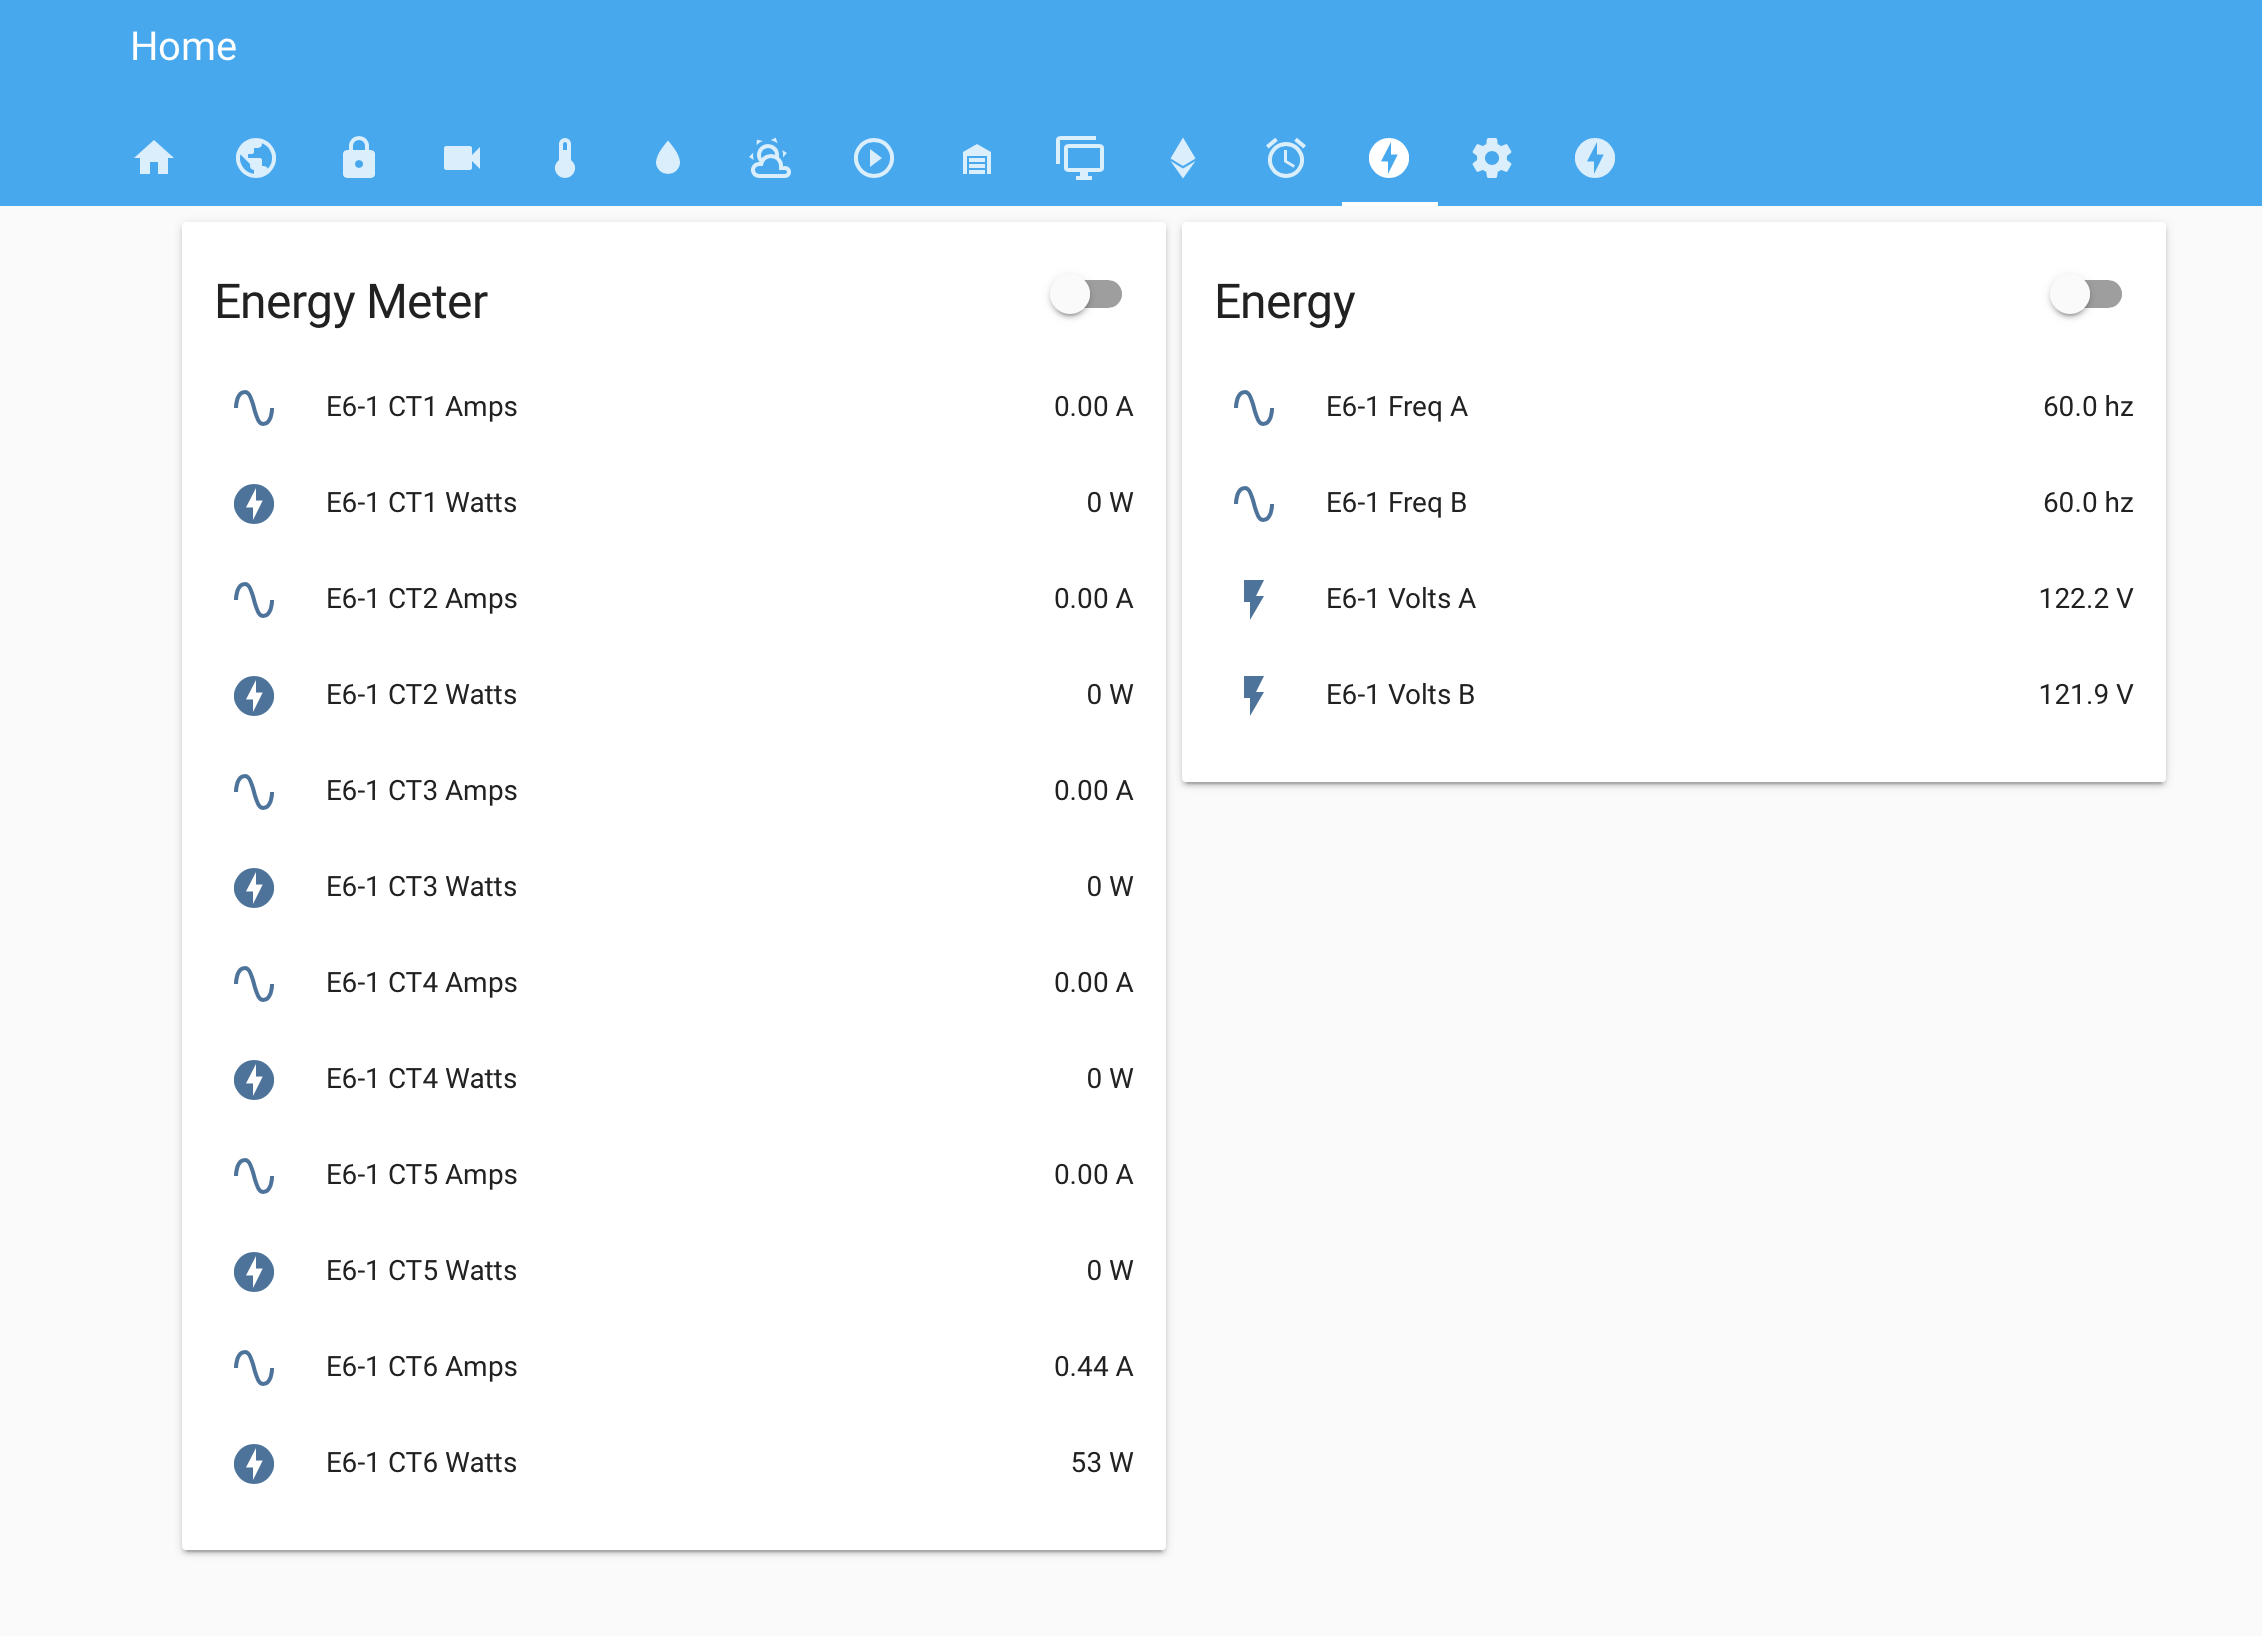 Home
Energy Meter
E6-1 CT1 Amps 0.00 A
E6-1 CT1 Watts 0 W
E6-1 CT2 Amps 0.00 A
E6-1 CT2 Watts 0 W
E6-1 CT3 Amps 0.00 A
E6-1 CT3 Watts 0 W
E6-1 CT4 Amps 0.00 A
E6-1 CT4 Watts 0 W
E6-1 CT5 Amps 0.00 A
E6-1 CT5 Watts 0 W
E6-1 CT6 Amps 0.44 A
E6-1 CT6 Watts 53 W
Energy
E6-1 Freq A 60.0 hz
E6-1 Freq B 60.0 hz
E6-1 Volts A 122.2 V
E6-1 Volts B 121.9 V